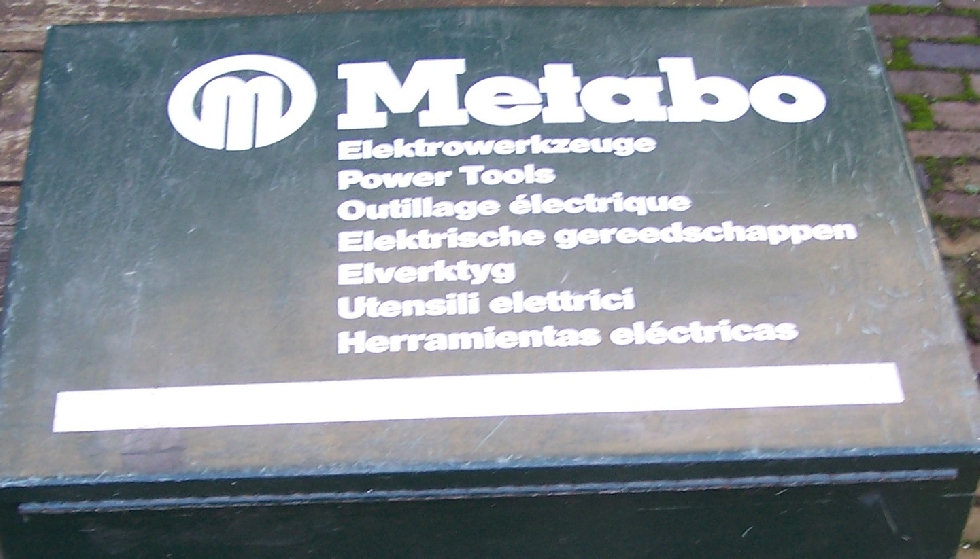 m Metabo
Elektrowerkzeuge
Power Tools
Outillage électrique
Elektrische gereedschappen
Elverktyg
Utensili elettrici
Herramientas eléctricas